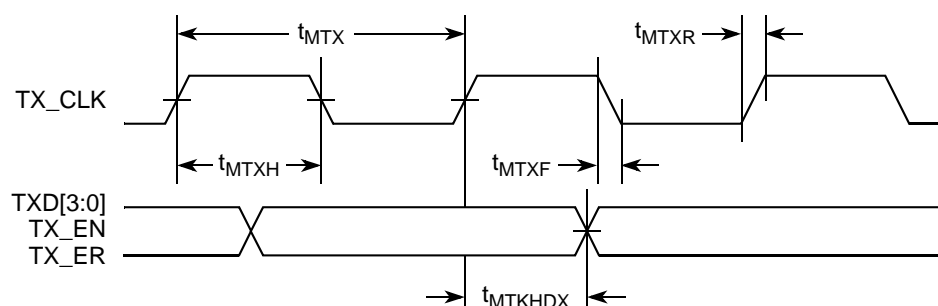 tMTX
tMTXR
TX_CLK
tMTXH
tMTXF
TXD[3:0]
TX_EN
TX_ER
tMTKHDX